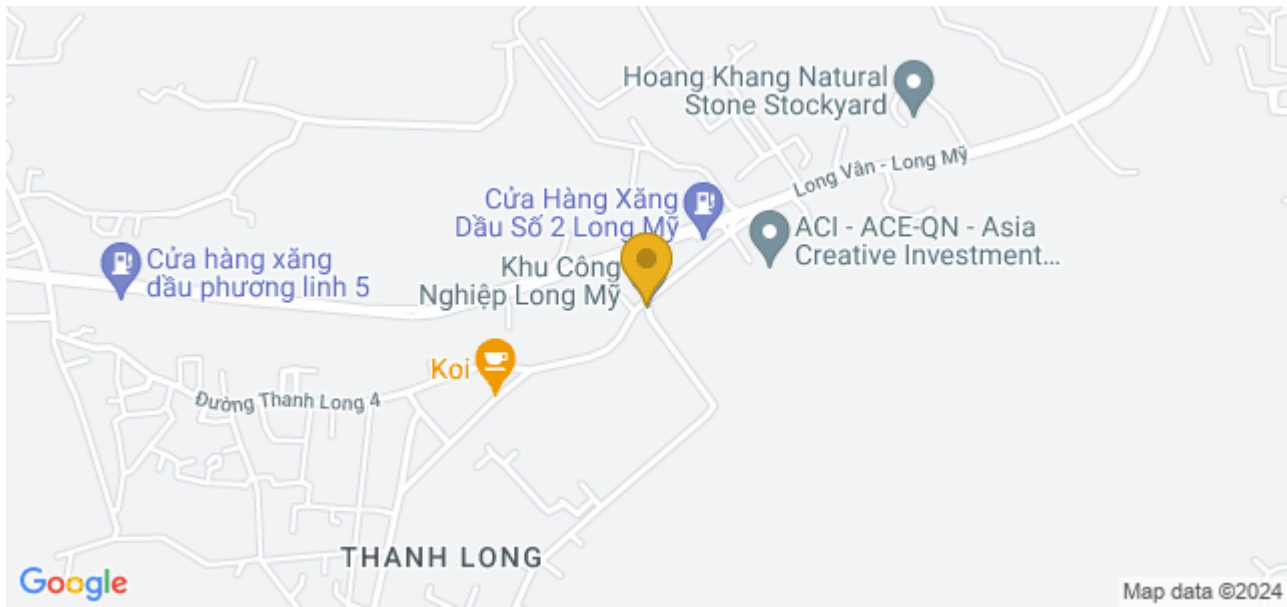 Hoang Khang Natural
Stone Stockyard
Long Vân - Long Mỹ
Cửa Hàng Xăng
Dầu Số 2 Long Mỹ
ACI - ACE-QN - Asia
Creative Investment...
Cửa hàng xăng
dầu phương linh 5
Khu Công
Nghiệp Long Mỹ
Koi
Đường Thanh Long 4
THANH LONG
Google
Map data ©2024